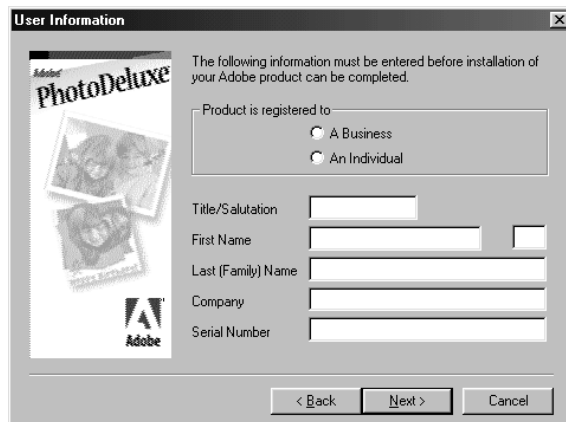 User Information
Adobe
PhotoDeluxe
Happy Birthday!
Adobe
The following information must be entered before installation of
your Adobe product can be completed.
Product is registered to
A Business
An Individual
Title/Salutation
First Name
Last (Family) Name
Company
Serial Number
< Back
Next >
Cancel